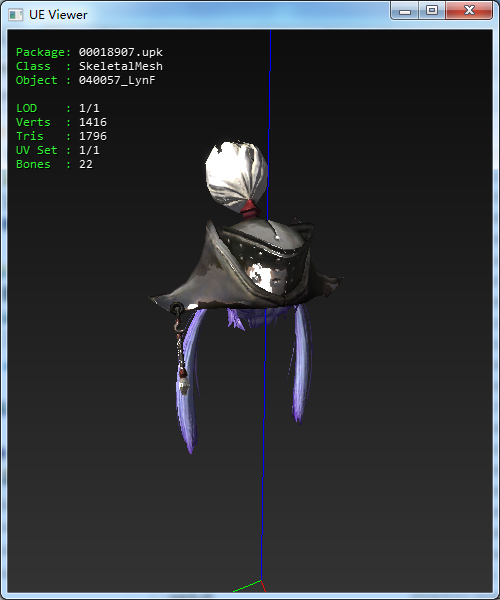 UE Viewer
Package: 00018907.upk
Class  : SkeletalMesh
Object : 040057_LynF
LOD    : 1/1
Verts  : 1416
Tris   : 1796
UV Set : 1/1
Bones  : 22